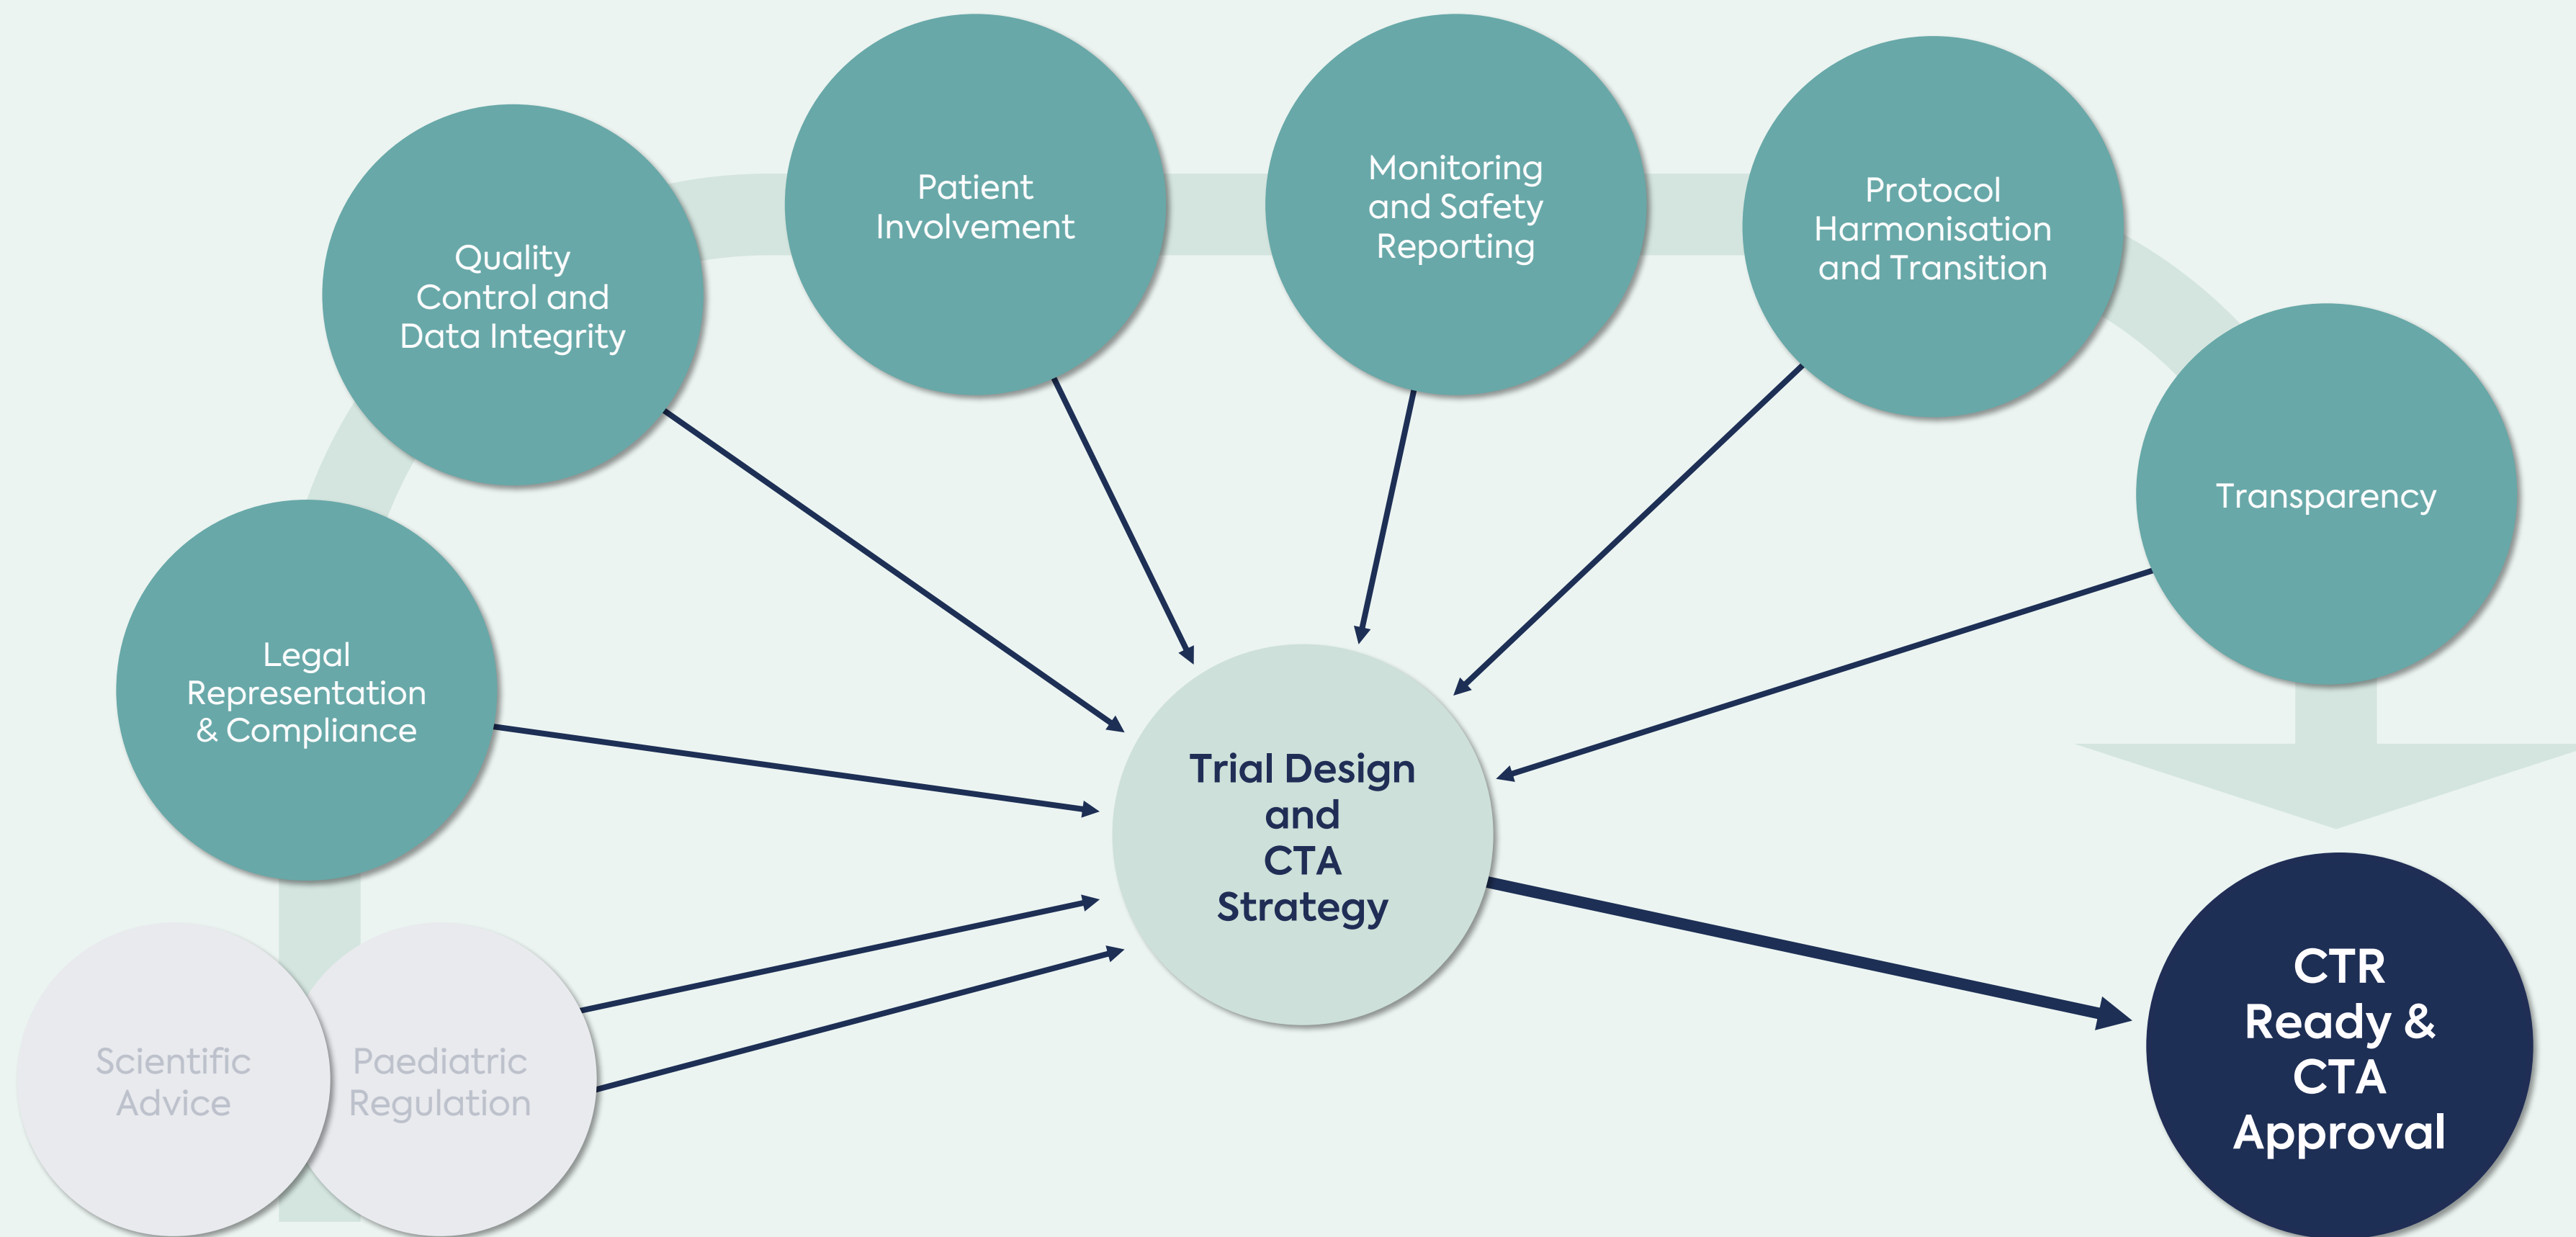 Patient
Involvement
Monitoring
and Safety
Reporting
Protocol
Harmonisation
and Transition
Quality
Control and
Data Integrity
Transparency
Legal
Representation
& Compliance
Trial Design
and
CTA
Strategy
CTR
Ready &
CTA
Approval
Scientific
Advice
Paediatric
Regulation